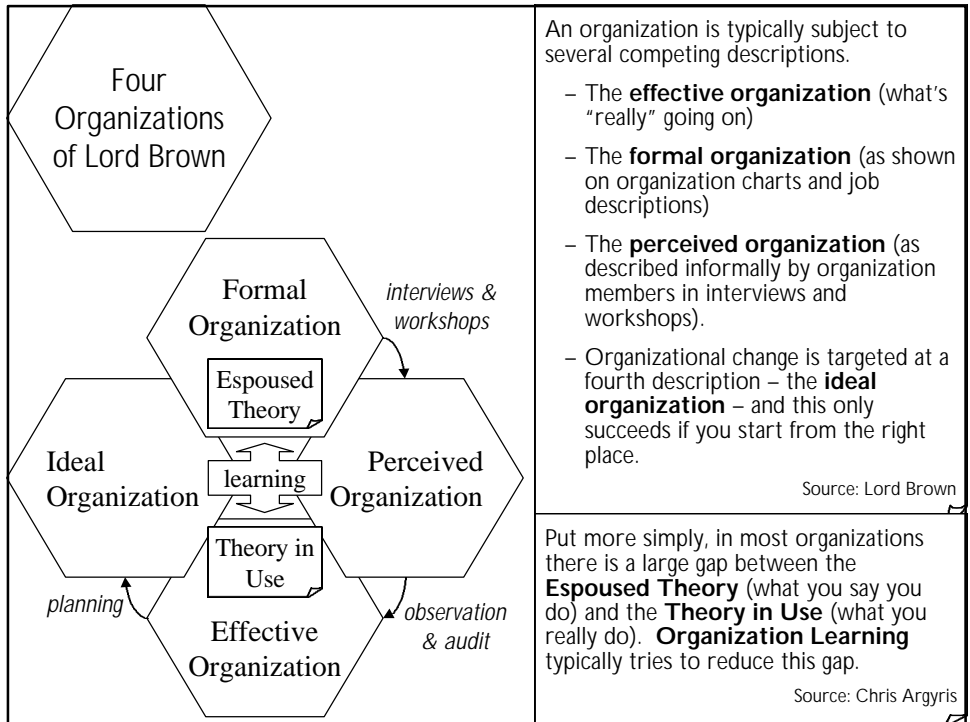 Four
Organizations
of Lord Brown
Formal
Organization
interviews &
workshops
Espoused
Theory
Ideal
Organization
learning
Perceived
Organization
Theory in
Use
planning
observation
& audit
Effective
Organization
An organization is typically subject to
several competing descriptions.
– The effective organization (what's
"really" going on)
– The formal organization (as shown
on organization charts and job
descriptions)
– The perceived organization (as
described informally by organization
members in interviews and
workshops).
– Organizational change is targeted at a
fourth description – the ideal
organization – and this only
succeeds if you start from the right
place.
Source: Lord Brown
Put more simply, in most organizations
there is a large gap between the
Espoused Theory (what you say you
do) and the Theory in Use (what you
really do).  Organization Learning
typically tries to reduce this gap.
Source: Chris Argyris